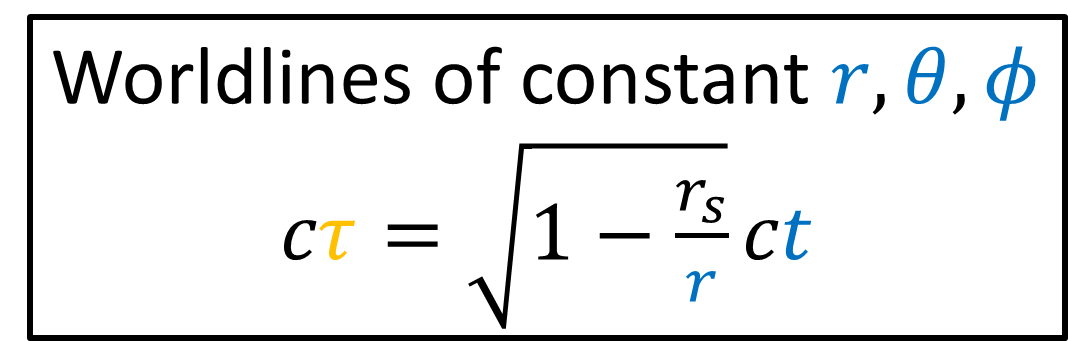 Worldlines of constant r, θ, ϕ
cτ = √(1 − r_s/r) ct